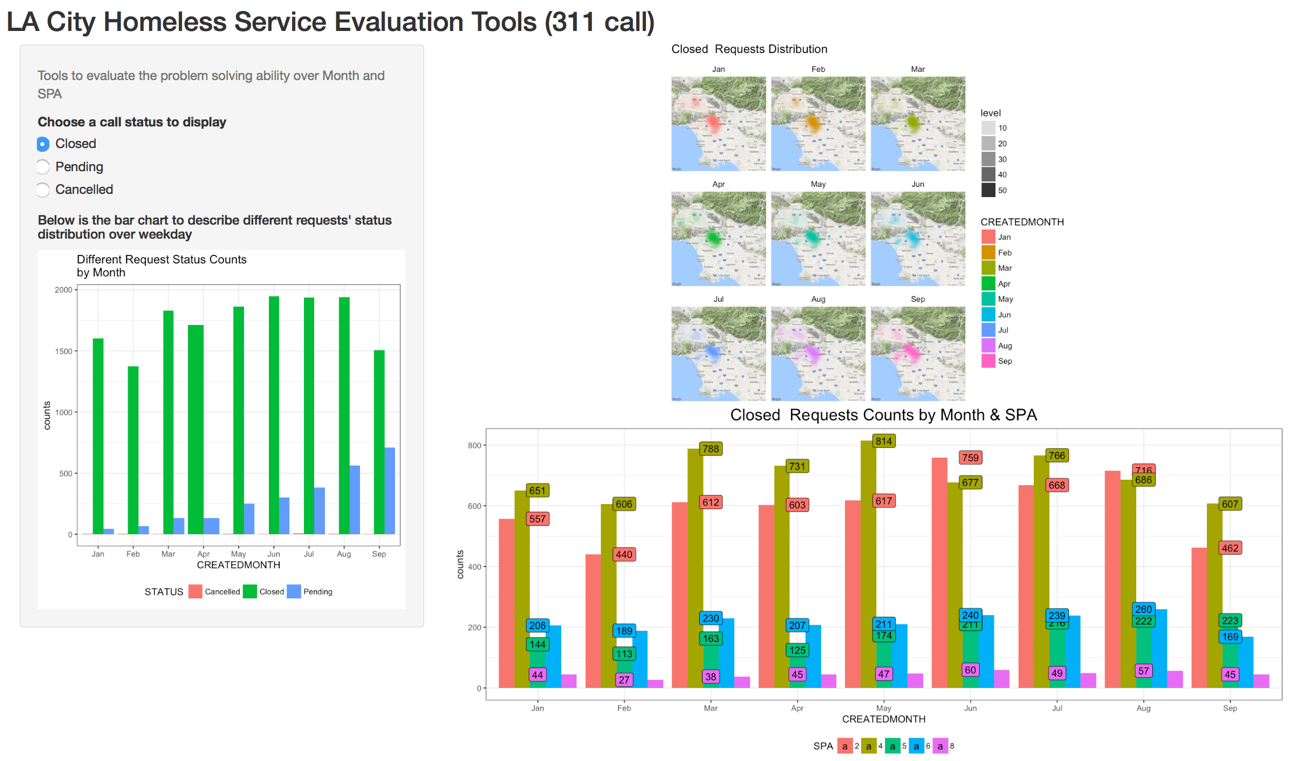 LA City Homeless Service Evaluation Tools (311 call)
Tools to evaluate the problem solving ability over Month and
SPA
Choose a call status to display
Closed
Pending
Cancelled
Below is the bar chart to describe different requests' status
distribution over weekday
Different Request Status Counts
by Month
2000
1500
1000
500
0
counts
Jan Feb Mar Apr May Jun Jul Aug Sep
CREATEDMONTH
STATUS Cancelled Closed Pending
Closed Requests Distribution
Jan Feb Mar
Apr May Jun
Jul Aug Sep
level
10
20
30
40
50
CREATEDMONTH
Jan
Feb
Mar
Apr
May
Jun
Jul
Aug
Sep
Closed Requests Counts by Month & SPA
800
600
400
200
0
counts
651 606 788 731 814 759 766 716 607
557 440 612 603 617 677 668 686 462
206 189 230 207 211 240 239 260 223
144 113 163 125 174 211 222 169
44 27 38 45 47 60 49 57 45
Jan Feb Mar Apr May Jun Jul Aug Sep
CREATEDMONTH
SPA a 2 a 4 a 5 a 6 a 8